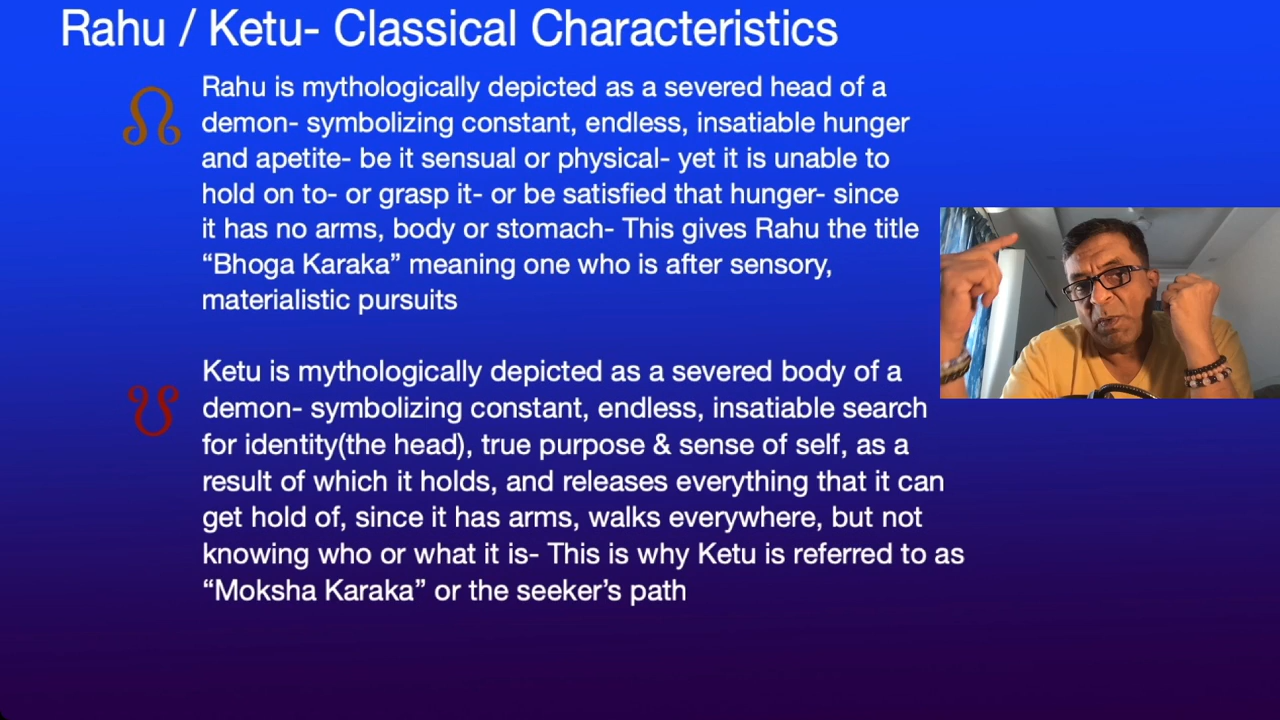 Rahu / Ketu- Classical Characteristics
Rahu is mythologically depicted as a severed head of a
demon- symbolizing constant, endless, insatiable hunger
and apetite- be it sensual or physical- yet it is unable to
hold on to- or grasp it- or be satisfied that hunger- since
it has no arms, body or stomach- This gives Rahu the title
“Bhoga Karaka” meaning one who is after sensory,
materialistic pursuits
Ketu is mythologically depicted as a severed body of a
demon- symbolizing constant, endless, insatiable search
for identity(the head), true purpose & sense of self, as a
result of which it holds, and releases everything that it can
get hold of, since it has arms, walks everywhere, but not
knowing who or what it is- This is why Ketu is referred to as
“Moksha Karaka” or the seeker’s path